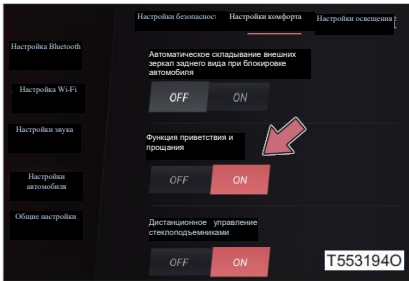 Настройки безопаснос
Настройки комфорта
Настройки освещения
Настройка Bluetooth
Автоматическое складывание внешних
зеркал заднего вида при блокировке
автомобиля
Настройка Wi-Fi
OFF ON
Настройки звука
Функция приветствия и
прощания
Настройки
автомобиля
OFF ON
Общие настройки
Дистанционное управление
стеклоподъемниками
OFF ON
T553194O